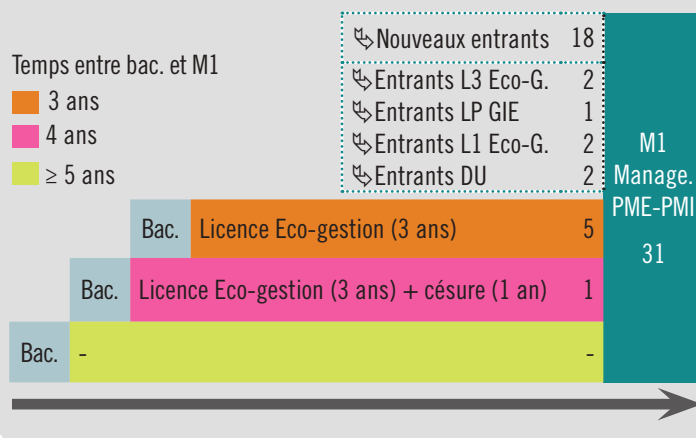 Temps entre bac. et M1
3 ans
4 ans
≥ 5 ans
Nouveaux entrants 18
Entrants L3 Eco-G. 2
Entrants LP GIE 1
Entrants L1 Eco-G. 2
Entrants DU 2
Bac. Licence Eco-gestion (3 ans) 5
Bac. Licence Eco-gestion (3 ans) + césure (1 an) 1
Bac. - -
M1
Manage.
PME-PMI
31